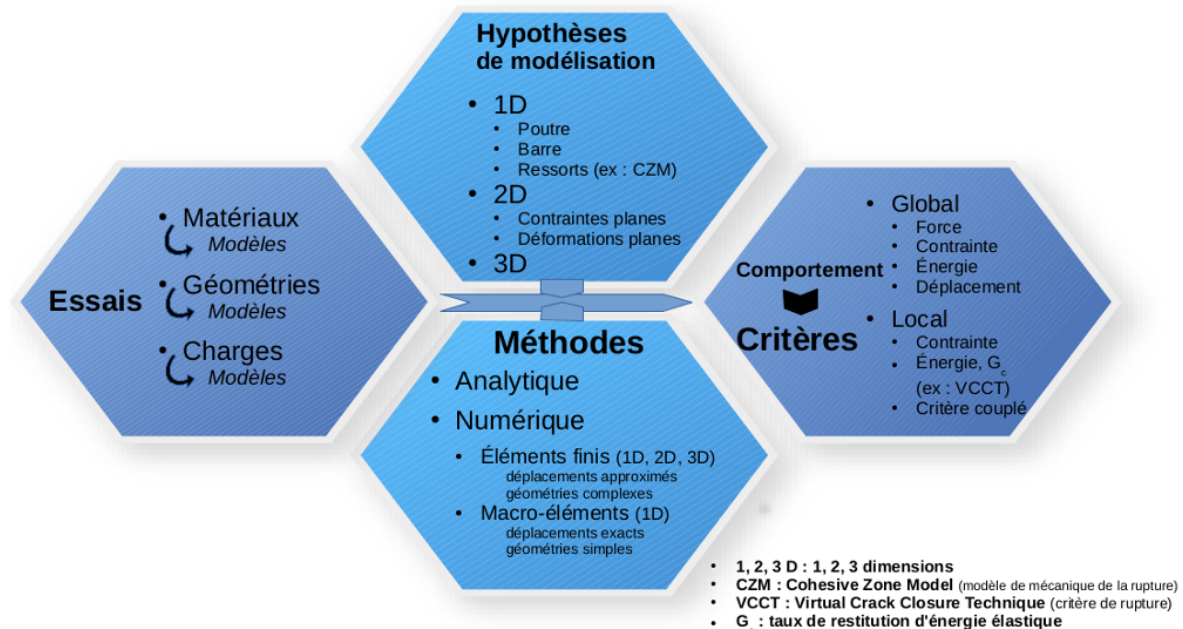 Hypothèses
de modélisation
• 1D
• Poutre
• Barre
• Ressorts (ex : CZM)
• 2D
• Contraintes planes
• Déformations planes
• 3D
Essais
• Matériaux
Modèles
• Géométries
Modèles
• Charges
Modèles
Méthodes
• Analytique
• Numérique
• Éléments finis (1D, 2D, 3D)
déplacements approximés
géométries complexes
• Macro-éléments (1D)
déplacements exacts
géométries simples
Comportement
Critères
• Global
• Force
• Contrainte
• Énergie
• Déplacement
• Local
• Contrainte
• Énergie, Gc
(ex : VCCT)
• Critère couplé
• 1, 2, 3 D : 1, 2, 3 dimensions
• CZM : Cohesive Zone Model (modèle de mécanique de la rupture)
• VCCT : Virtual Crack Closure Technique (critère de rupture)
• G : taux de restitution d'énergie élastique